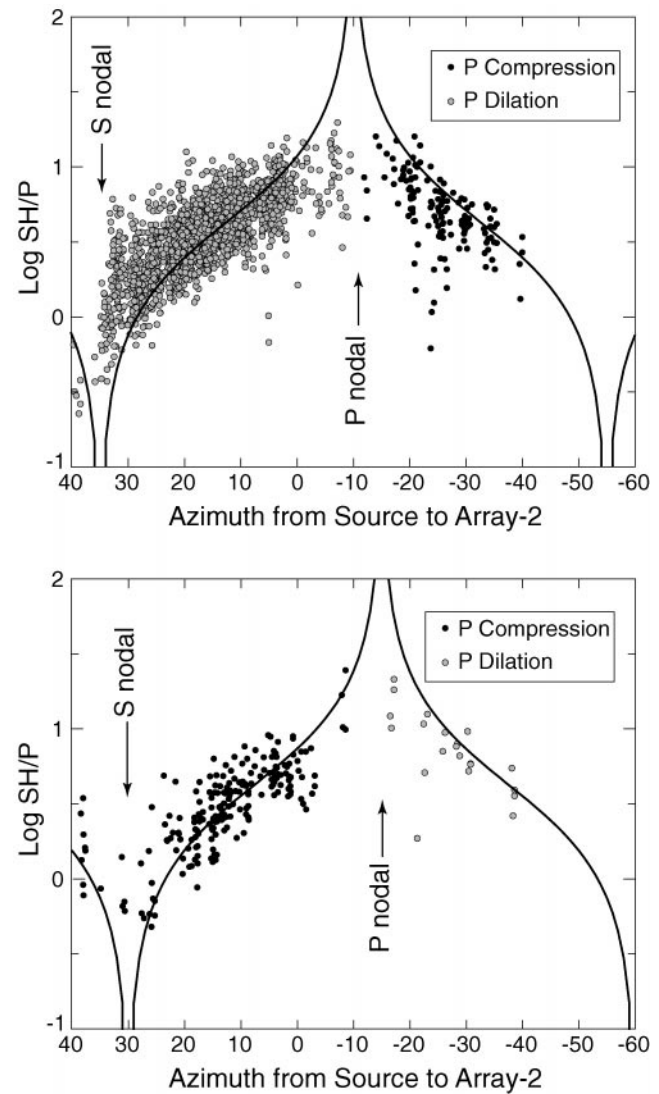 2
P Compression
P Dilation
S nodal
1
Log SH/P
0
P nodal
-1
40 30 20 10 0 -10 -20 -30 -40 -50 -60
Azimuth from Source to Array-2
2
P Compression
P Dilation
S nodal
1
Log SH/P
0
P nodal
-1
40 30 20 10 0 -10 -20 -30 -40 -50 -60
Azimuth from Source to Array-2